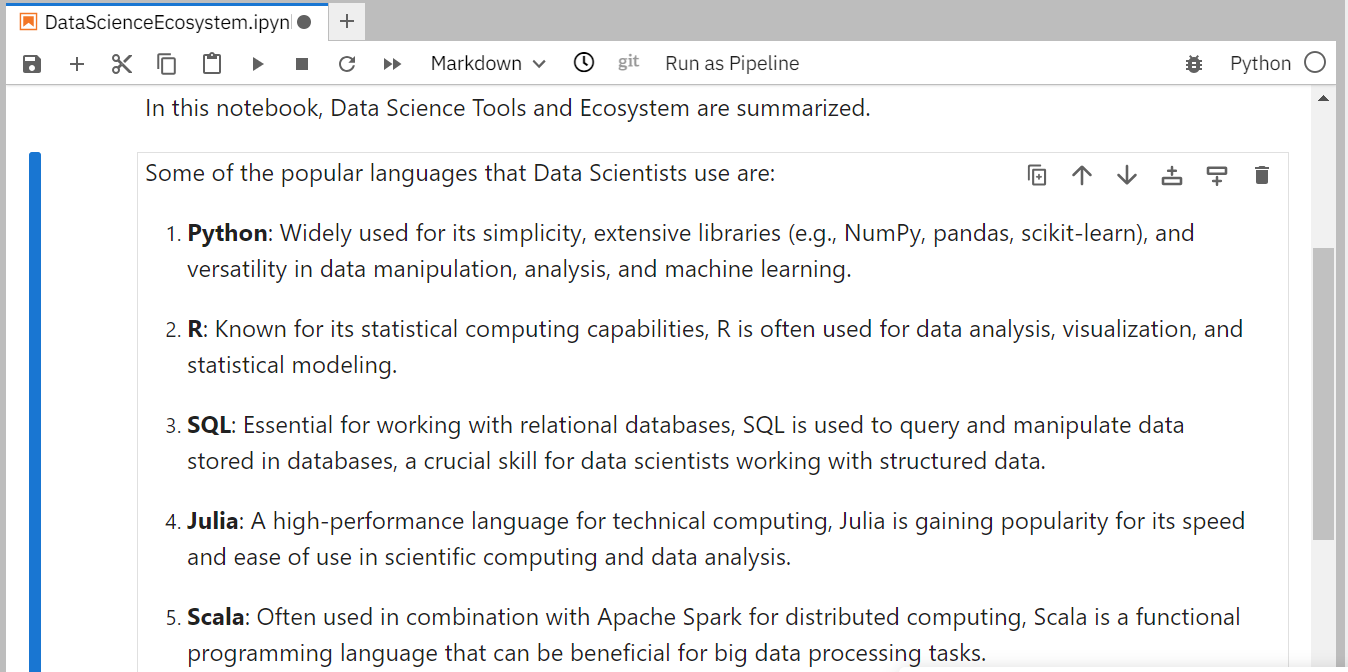 DataScienceEcosystem.ipyn
Markdown git Run as Pipeline Python
In this notebook, Data Science Tools and Ecosystem are summarized.
Some of the popular languages that Data Scientists use are:
1. Python: Widely used for its simplicity, extensive libraries (e.g., NumPy, pandas, scikit-learn), and
versatility in data manipulation, analysis, and machine learning.
2. R: Known for its statistical computing capabilities, R is often used for data analysis, visualization, and
statistical modeling.
3. SQL: Essential for working with relational databases, SQL is used to query and manipulate data
stored in databases, a crucial skill for data scientists working with structured data.
4. Julia: A high-performance language for technical computing, Julia is gaining popularity for its speed
and ease of use in scientific computing and data analysis.
5. Scala: Often used in combination with Apache Spark for distributed computing, Scala is a functional
programming language that can be beneficial for big data processing tasks.